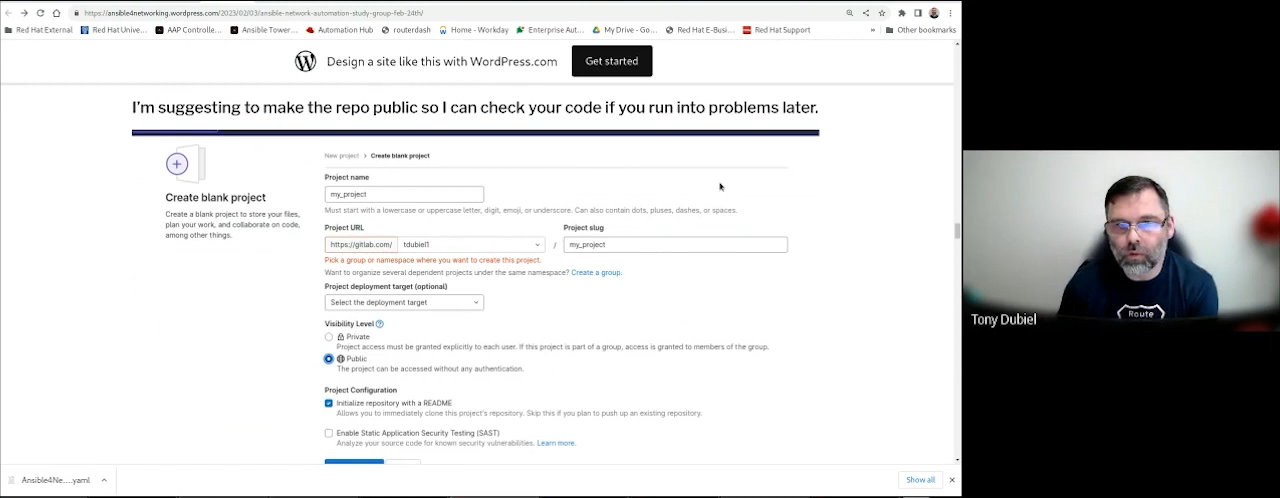 https://ansible4networking.wordpress.com/2023/02/03/ansible-network-automation-study-group-feb-24th/
Red Hat External
Red Hat Unive...
AAP Controlle...
Ansible Tower...
Automation Hub
routerdash
Home - Workday
Enterprise Aut...
My Drive - Go...
Red Hat E-Busi...
Red Hat Support
»
Other bookmarks
Design a site like this with WordPress.com
Get started
I'm suggesting to make the repo public so I can check your code if you run into problems later.
New project > Create blank project
Create blank project
Create a blank project to store your files,
plan your work, and collaborate on code,
among other things.
Project name
my_project
Must start with a lowercase or uppercase letter, digit, emoji, or underscore. Can also contain dots, pluses, dashes, or spaces.
Project URL
Project slug
https://gitlab.com/
tdubiel1
/
my_project
Pick a group or namespace where you want to create this project.
Want to organize several dependent projects under the same namespace? Create a group.
Project deployment target (optional)
Select the deployment target
Visibility Level
Private
Project access must be granted explicitly to each user. If this project is part of a group, access is granted to members of the group.
Public
The project can be accessed without any authentication.
Project Configuration
Initialize repository with a README
Allows you to immediately clone this project's repository. Skip this if you plan to push up an existing repository.
Enable Static Application Security Testing (SAST)
Analyze your source code for known security vulnerabilities. Learn more.
Ansible4Ne....yaml
Show all
Route
Tony Dubiel